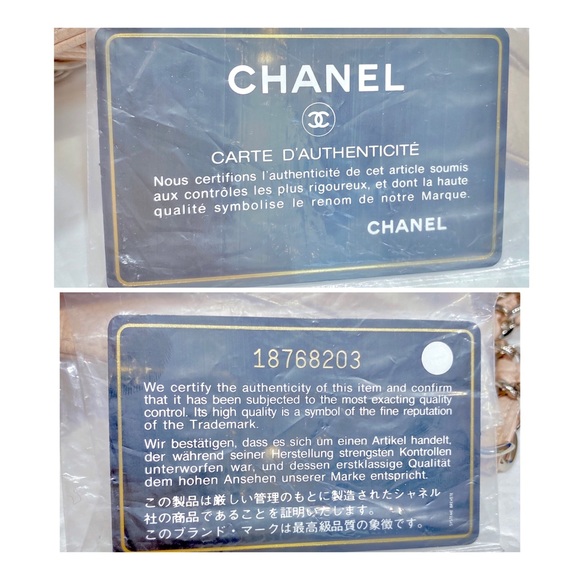 CHANEL
CARTE D'AUTHENTICITÉ
Nous certifions l'authenticité de cet article soumis
aux contrôles les plus rigoureux, et dont la haute
qualité symbolise le renom de notre Marque.
CHANEL
18768203
We certify the authenticity of this item and confirm
that it has been subjected to the most exacting quality
control. Its high quality is a symbol of the fine reputation
of the Trademark.
Wir bestätigen, dass es sich um einen Artikel handelt,
der während seiner Herstellung strengsten Kontrollen
unterworfen war, und dessen erstklassige Qualität
dem hohen Ansehen unserer Marke entspricht.
この製品は厳しい管理のもとに製造されたシャネル
社の商品であることを証明いたします。
このブランド・マークは最高級品質の象徴です。